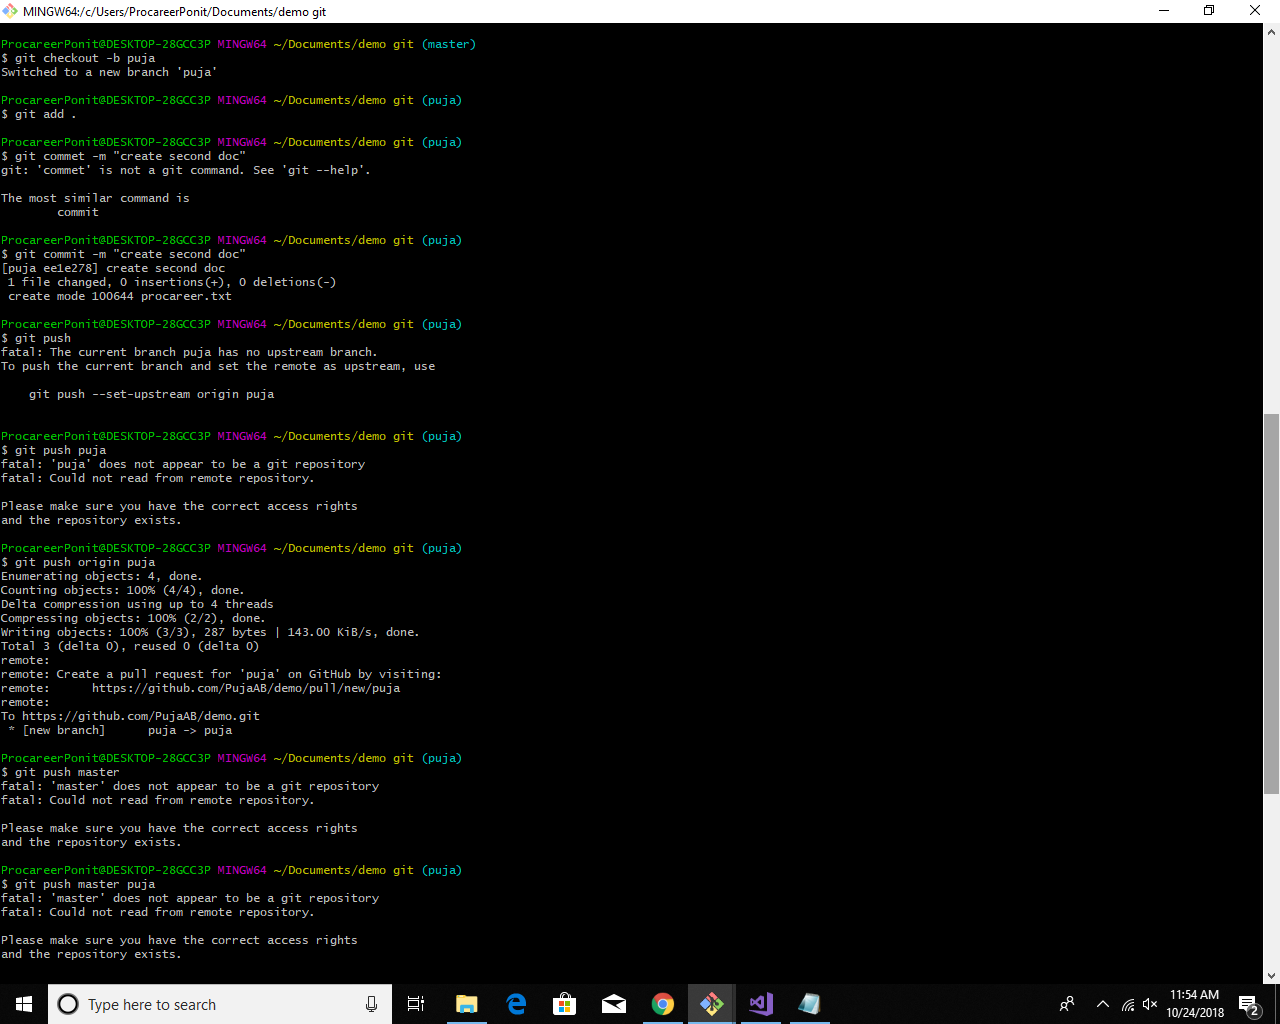 MINGW64:/c/Users/ProcareerPonit/Documents/demo git
ProcareerPonit@DESKTOP-28GCC3P MINGW64 ~/Documents/demo git (master)
$ git checkout -b puja
Switched to a new branch 'puja'
ProcareerPonit@DESKTOP-28GCC3P MINGW64 ~/Documents/demo git (puja)
$ git add .
ProcareerPonit@DESKTOP-28GCC3P MINGW64 ~/Documents/demo git (puja)
$ git commet -m "create second doc"
git: 'commet' is not a git command. See 'git --help'.
The most similar command is
commit
ProcareerPonit@DESKTOP-28GCC3P MINGW64 ~/Documents/demo git (puja)
$ git commit -m "create second doc"
[puja ee1e278] create second doc
1 file changed, 0 insertions(+), 0 deletions(-)
create mode 100644 procareer.txt
ProcareerPonit@DESKTOP-28GCC3P MINGW64 ~/Documents/demo git (puja)
$ git push
fatal: The current branch puja has no upstream branch.
To push the current branch and set the remote as upstream, use
git push --set-upstream origin puja
ProcareerPonit@DESKTOP-28GCC3P MINGW64 ~/Documents/demo git (puja)
$ git push puja
fatal: 'puja' does not appear to be a git repository
fatal: Could not read from remote repository.
Please make sure you have the correct access rights
and the repository exists.
ProcareerPonit@DESKTOP-28GCC3P MINGW64 ~/Documents/demo git (puja)
$ git push origin puja
Enumerating objects: 4, done.
Counting objects: 100% (4/4), done.
Delta compression using up to 4 threads
Compressing objects: 100% (2/2), done.
Writing objects: 100% (3/3), 287 bytes | 143.00 KiB/s, done.
Total 3 (delta 0), reused 0 (delta 0)
remote:
remote: Create a pull request for 'puja' on GitHub by visiting:
remote:      https://github.com/PujaAB/demo/pull/new/puja
remote:
To https://github.com/PujaAB/demo.git
* [new branch]      puja -> puja
ProcareerPonit@DESKTOP-28GCC3P MINGW64 ~/Documents/demo git (puja)
$ git push master
fatal: 'master' does not appear to be a git repository
fatal: Could not read from remote repository.
Please make sure you have the correct access rights
and the repository exists.
ProcareerPonit@DESKTOP-28GCC3P MINGW64 ~/Documents/demo git (puja)
$ git push master puja
fatal: 'master' does not appear to be a git repository
fatal: Could not read from remote repository.
Please make sure you have the correct access rights
and the repository exists.
Type here to search
11:54 AM
10/24/2018
2